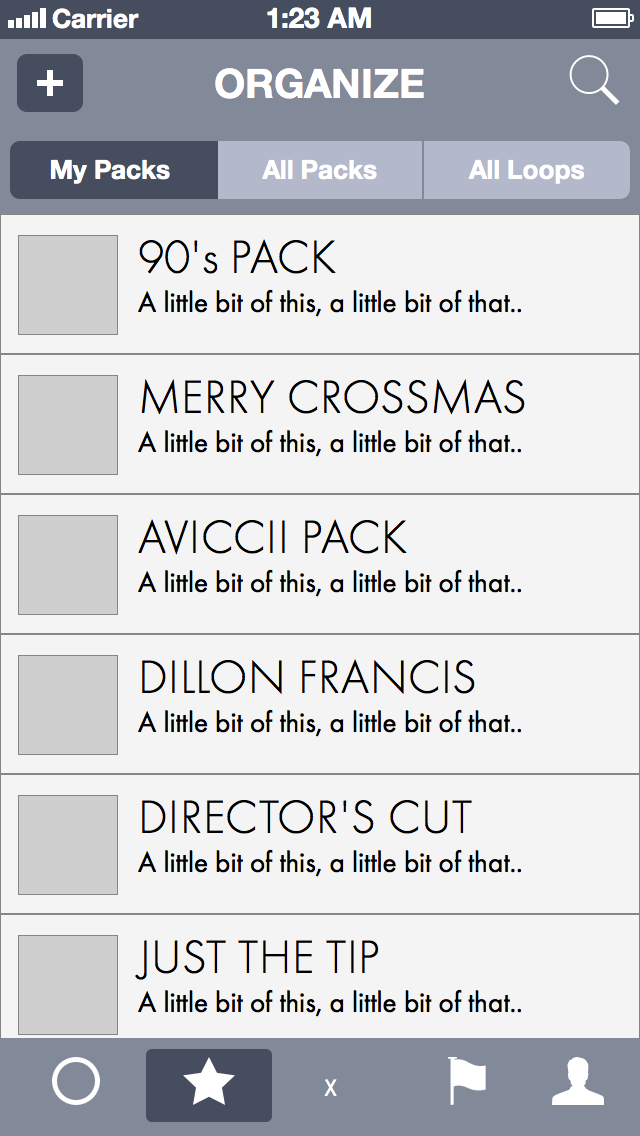 Carrier 1:23 AM
+ ORGANIZE
My Packs All Packs All Loops
90's PACK
A little bit of this, a little bit of that..
MERRY CROSSMAS
A little bit of this, a little bit of that..
AVICCII PACK
A little bit of this, a little bit of that..
DILLON FRANCIS
A little bit of this, a little bit of that..
DIRECTOR'S CUT
A little bit of this, a little bit of that..
JUST THE TIP
A little bit of this, a little bit of that..
x